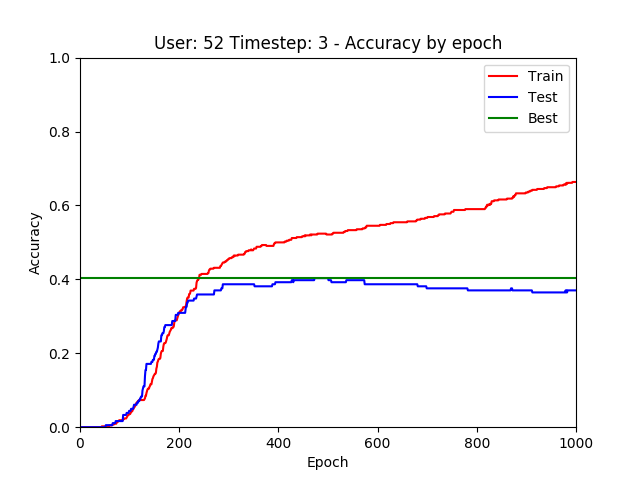 User: 52 Timestep: 3 - Accuracy by epoch
1.0
0.8
0.6
0.4
0.2
0.0
Accuracy
Train
Test
Best
0 200 400 600 800 1000
Epoch